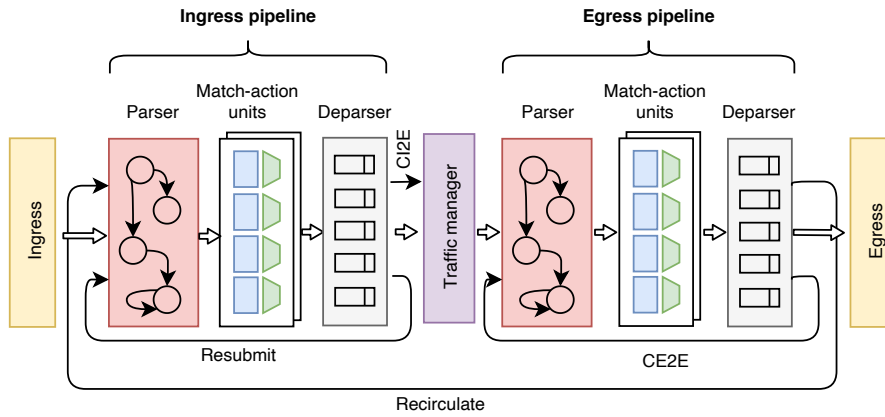 Ingress pipeline
Egress pipeline
Parser
Match-action
units
Deparser
Parser
Match-action
units
Deparser
Ingress
CI2E
Traffic manager
Egress
Resubmit
CE2E
Recirculate